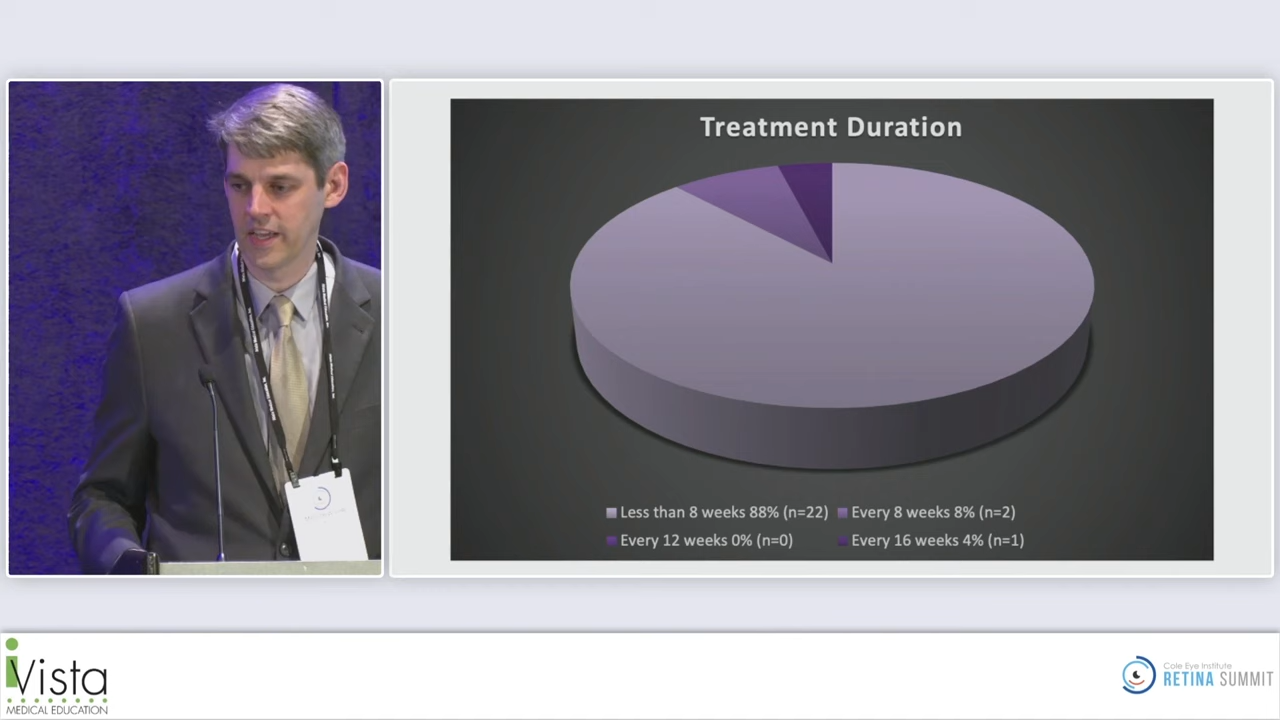 Treatment Duration
Less than 8 weeks 88% (n=22) Every 8 weeks 8% (n=2)
Every 12 weeks 0% (n=0) Every 16 weeks 4% (n=1)
iVista
MEDICAL EDUCATION
Cole Eye Institute
RETINA SUMMIT